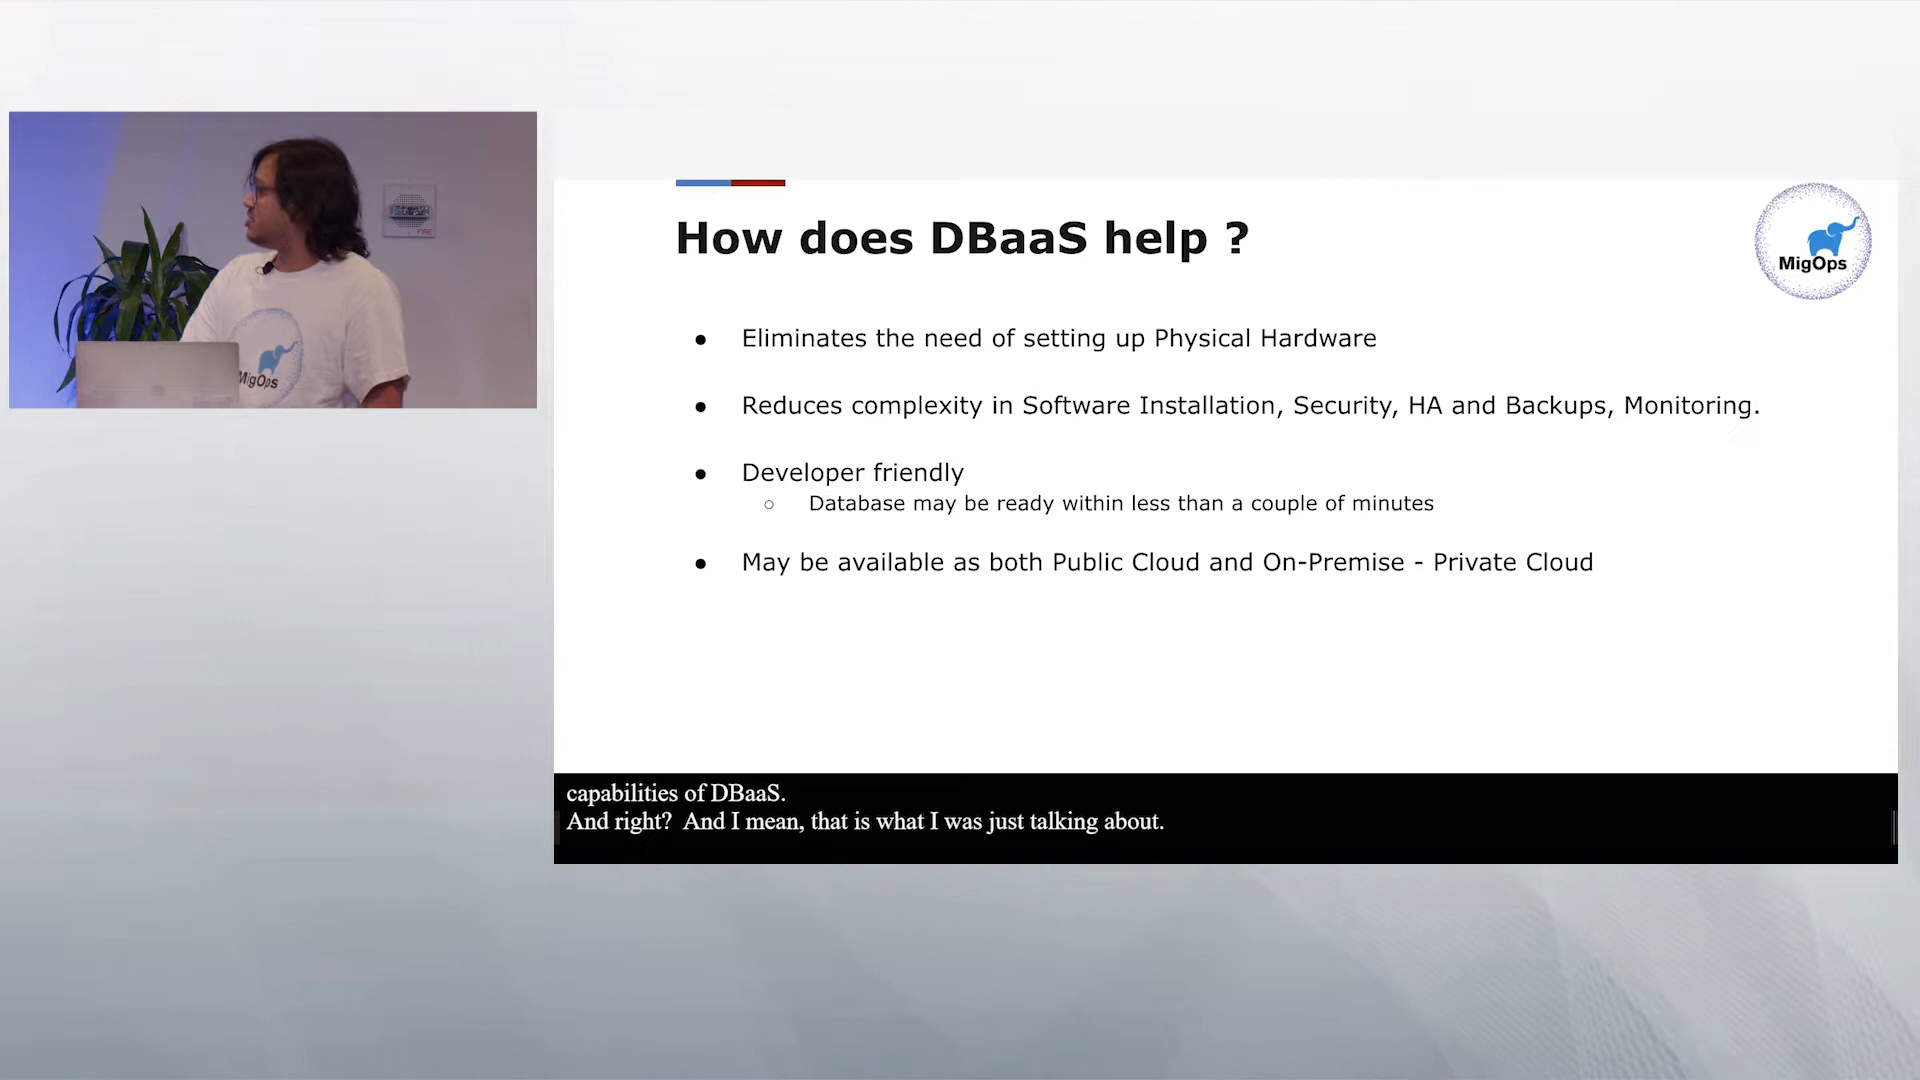 FIRE
MigOps
How does DBaaS help ?
MigOps
● Eliminates the need of setting up Physical Hardware
● Reduces complexity in Software Installation, Security, HA and Backups, Monitoring.
● Developer friendly
○ Database may be ready within less than a couple of minutes
● May be available as both Public Cloud and On-Premise - Private Cloud
capabilities of DBaaS.
And right?  And I mean, that is what I was just talking about.